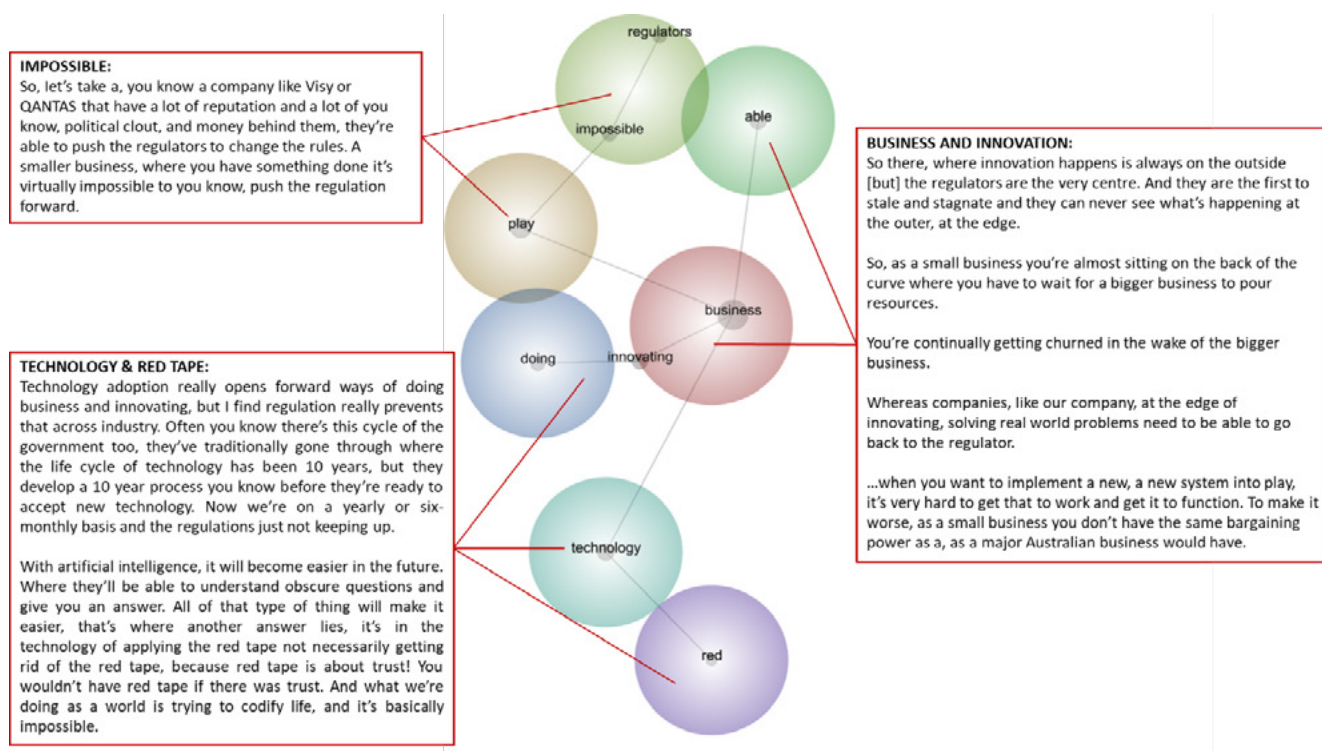 IMPOSSIBLE:
So, let's take a, you know a company like Visy or
QANTAS that have a lot of reputation and a lot of you
know, political clout, and money behind them, they're
able to push the regulators to change the rules. A
smaller business, where you have something done it's
virtually impossible to you know, push the regulation
forward.
TECHNOLOGY & RED TAPE:
Technology adoption really opens forward ways of doing
business and innovating, but I find regulation really prevents
that across industry. Often you know there's this cycle of the
government too, they've traditionally gone through where
the life cycle of technology has been 10 years, but they
develop a 10 year process you know before they're ready to
accept new technology. Now we're on a yearly or six-
monthly basis and the regulations just not keeping up.
With artificial intelligence, it will become easier in the future.
Where they'll be able to understand obscure questions and
give you an answer. All of that type of thing will make it
easier, that's where another answer lies, it's in the
technology of applying the red tape not necessarily getting
rid of the red tape, because red tape is about trust! You
wouldn't have red tape if there was trust. And what we're
doing as a world is trying to codify life, and it's basically
impossible.
regulators
impossible
able
play
business
doing
innovating
technology
red
BUSINESS AND INNOVATION:
So there, where innovation happens is always on the outside
[but] the regulators are the very centre. And they are the first to
stale and stagnate and they can never see what's happening at
the outer, at the edge.
So, as a small business you're almost sitting on the back of the
curve where you have to wait for a bigger business to pour
resources.
You're continually getting churned in the wake of the bigger
business.
Whereas companies, like our company, at the edge of
innovating, solving real world problems need to be able to go
back to the regulator.
…when you want to implement a new, a new system into play,
it's very hard to get that to work and get it to function. To make it
worse, as a small business you don't have the same bargaining
power as a, as a major Australian business would have.